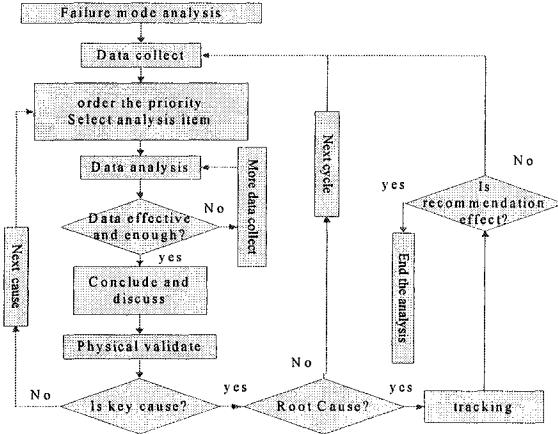 Failure mode analysis
Data collect
order the priority
Select analysis item
Data analysis
More data collect
Next cycle
No
Data effective
and enough?
No
yes
Is
recommendation
effect?
yes
Next cause
Conclude and
discuss
End the analysis
Physical validate
No
No
Is key cause?
yes
Root Cause?
yes
tracking